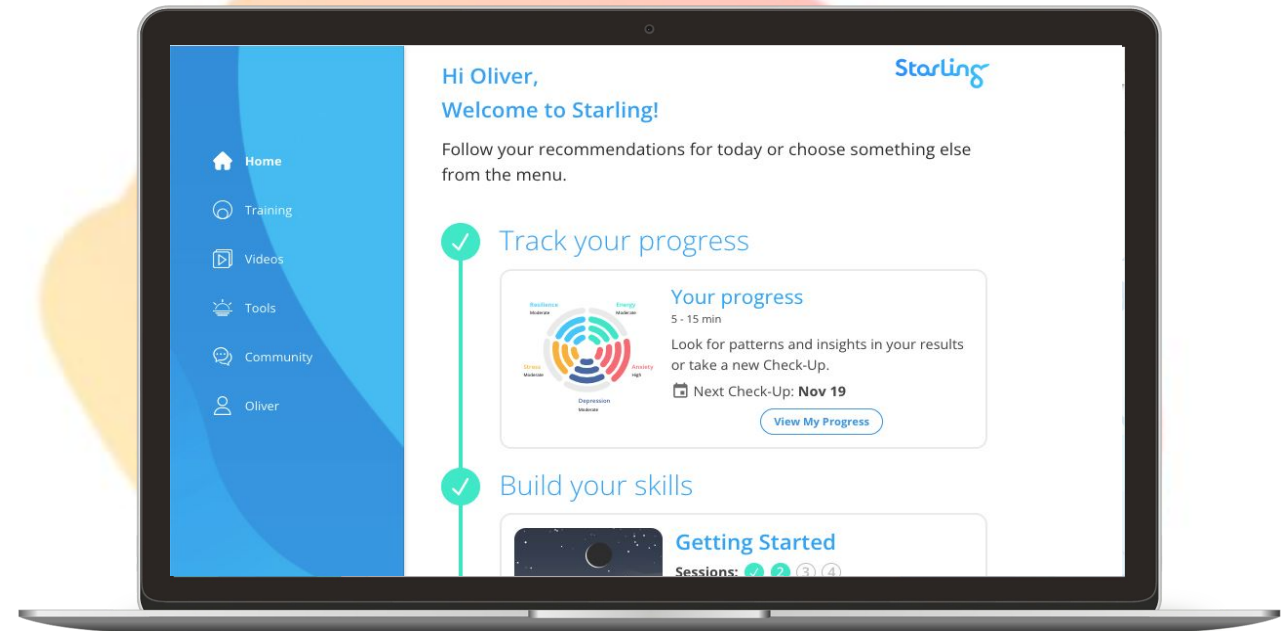 Starling
Hi Oliver,
Welcome to Starling!
Follow your recommendations for today or choose something else
from the menu.
Home
Training
Videos
Tools
Community
Oliver
Track your progress
Resilience
Moderate
Energy
Moderate
Stress
Moderate
Anxiety
High
Depression
Moderate
Your progress
5 - 15 min
Look for patterns and insights in your results
or take a new Check-Up.
Next Check-Up: Nov 19
View My Progress
Build your skills
Getting Started
Sessions: 2 3 4